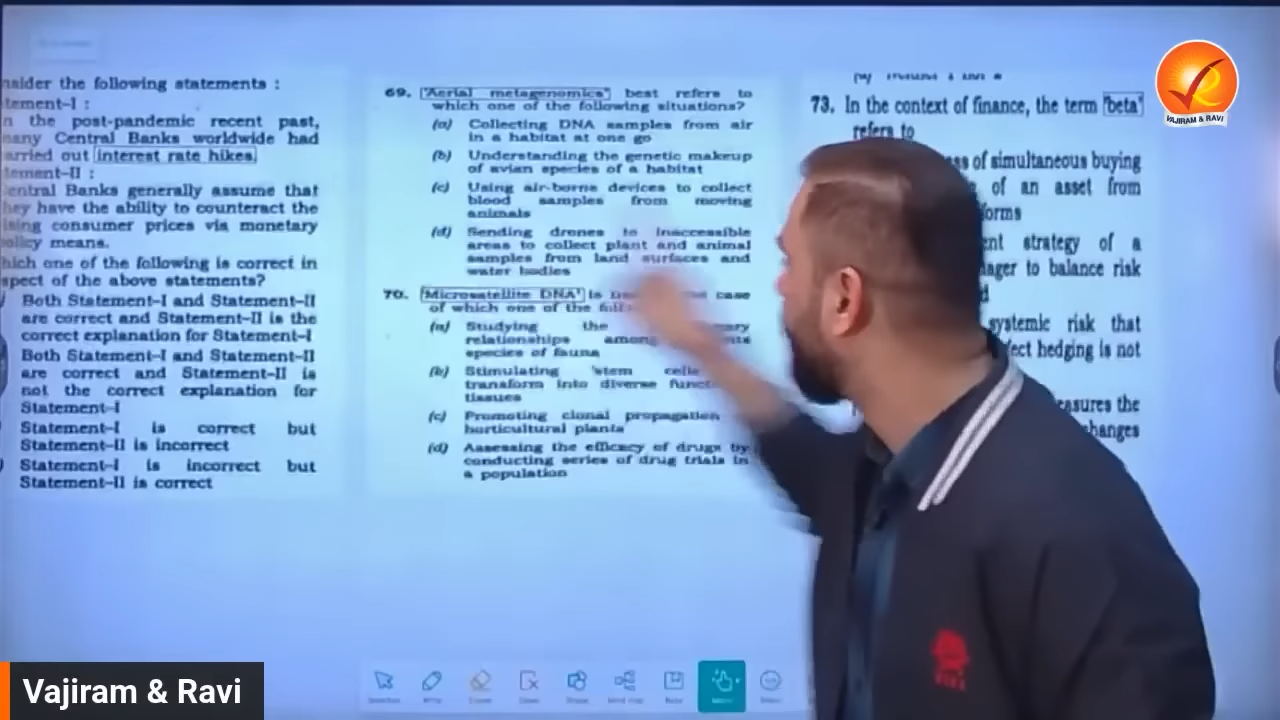 nsider the following statements :
tement-I :
n the post-pandemic recent past,
many Central Banks worldwide had
arried out interest rate hikes.
tement-II :
entral Banks generally assume that
hey have the ability to counteract the
ising consumer prices via monetary
olicy means.
hich one of the following is correct in
spect of the above statements?
Both Statement-I and Statement-II
are correct and Statement-II is the
correct explanation for Statement-I
Both Statement-I and Statement-II
are correct and Statement-II is
not the correct explanation for
Statement-I
Statement-I is correct but
Statement-II is incorrect
Statement-I is incorrect but
Statement-II is correct
69. 'Aerial metagenomics' best refers to
which one of the following situations?
(a) Collecting DNA samples from air
in a habitat at one go
(b) Understanding the genetic makeup
of avian species of a habitat
(c) Using air-borne devices to collect
blood samples from moving
animals
(d) Sending drones to inaccessible
areas to collect plant and animal
samples from land surfaces and
water bodies
70. 'Microsatellite DNA' is case
of which one of the
(a) Studying the
relationships among
species of fauna
(b) Stimulating 'stem cells
transform into diverse
tissues
(c) Promoting clonal propagation
horticultural plants
(d) Assessing the efficacy of drugs by
conducting series of drug trials in
a population
73. In the context of finance, the term 'beta'
refers to
of simultaneous buying
of an asset from
forms
strategy of a
to balance risk
systemic risk that
hedging is not
the
VAJIRAM & RAVI
Vajiram & Ravi